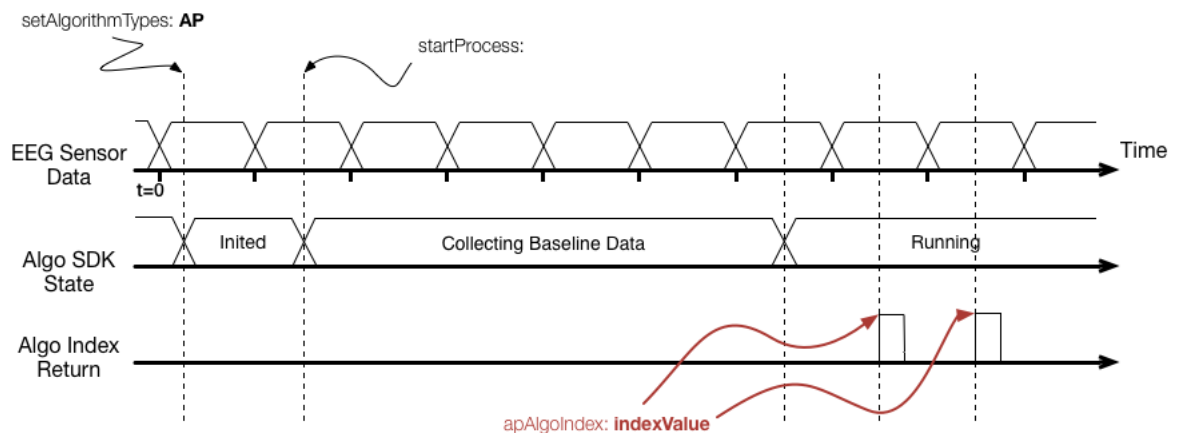 setAlgorithmTypes: AP
startProcess:
EEG Sensor
Data
Time
t=0
Inited
Collecting Baseline Data
Running
Algo SDK
State
Algo Index
Return
apAlgoIndex: indexValue